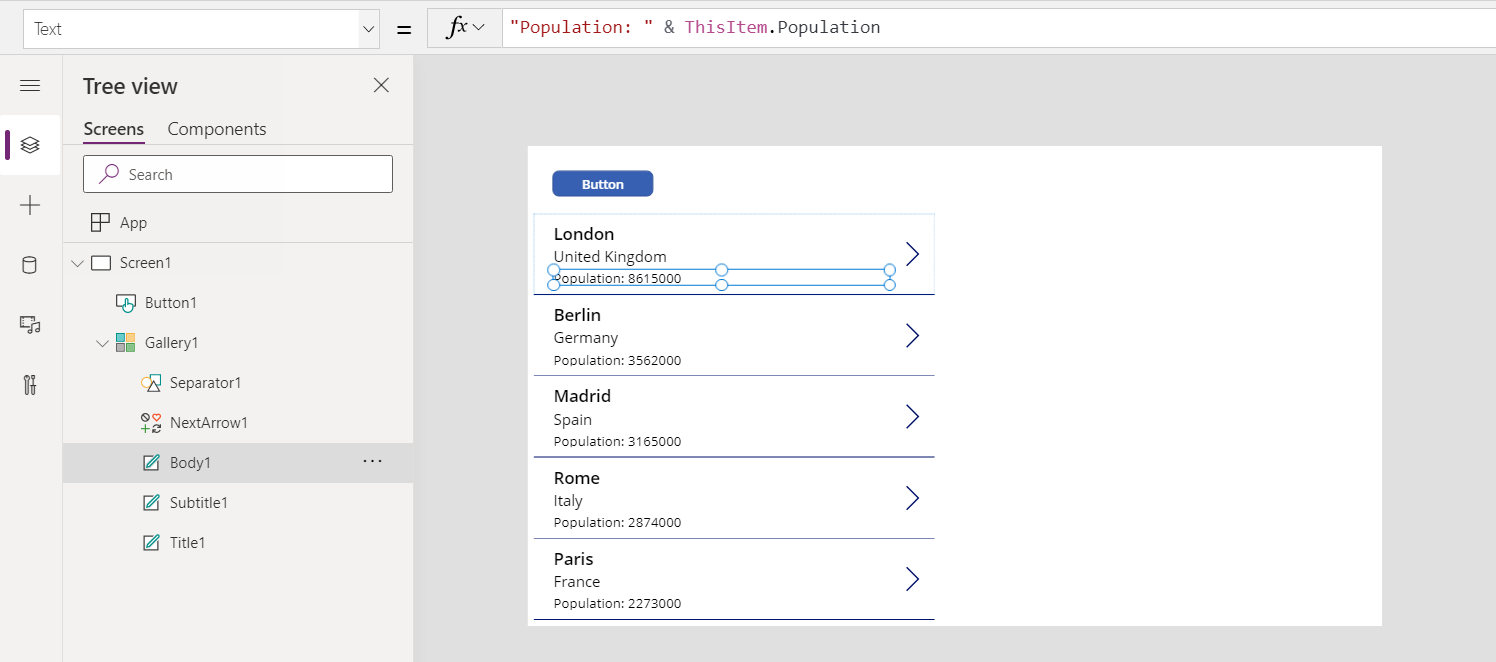 Text = fx "Population: " & ThisItem.Population
Tree view
Screens Components
Search
App
Screen1
Button1
Gallery1
Separator1
NextArrow1
Body1 ...
Subtitle1
Title1
Button
London
United Kingdom
Population: 8615000
Berlin
Germany
Population: 3562000
Madrid
Spain
Population: 3165000
Rome
Italy
Population: 2874000
Paris
France
Population: 2273000